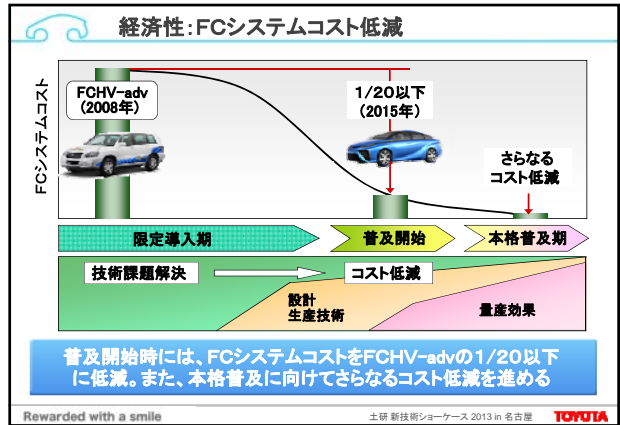 経済性:FCシステムコスト低減
FCシステムコスト
FCHV-adv
(2008年)
1/20以下
(2015年)
さらなる
コスト低減
限定導入期
普及開始
本格普及期
技術課題解決
コスト低減
設計
生産技術
量産効果
普及開始時には、FCシステムコストをFCHV-advの1/20以下
に低減。また、本格普及に向けてさらなるコスト低減を進める
Rewarded with a smile
土研 新技術ショーケース 2013 in 名古屋
TOYOTA